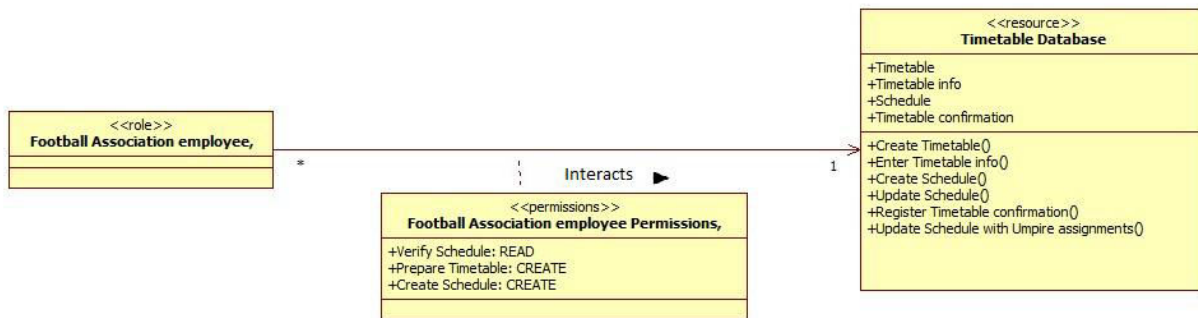 <<role>>
Football Association employee,
*
1
Interacts
<<permissions>>
Football Association employee Permissions,
+Verify Schedule: READ
+Prepare Timetable: CREATE
+Create Schedule: CREATE
<<resource>>
Timetable Database
+Timetable
+Timetable info
+Schedule
+Timetable confirmation
+Create Timetable()
+Enter Timetable info()
+Create Schedule()
+Update Schedule()
+Register Timetable confirmation()
+Update Schedule with Umpire assignments()